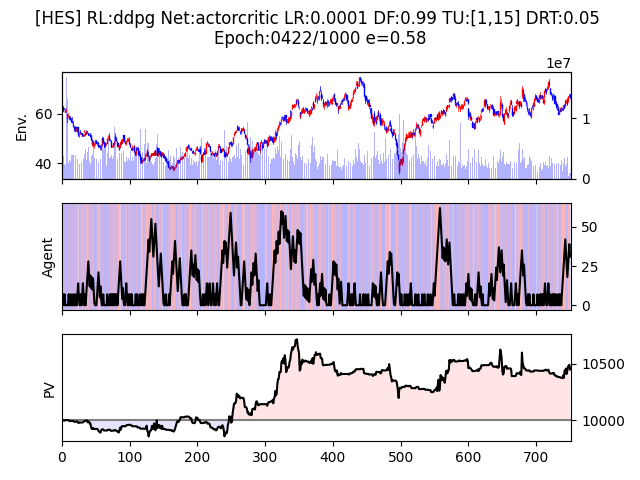 [HES] RL:ddpg Net:actorcritic LR:0.0001 DF:0.99 TU:[1,15] DRT:0.05
Epoch:0422/1000 e=0.58
1e7
Env.
60
40
1
0
Agent
50
25
0
PV
10500
10000
0 100 200 300 400 500 600 700